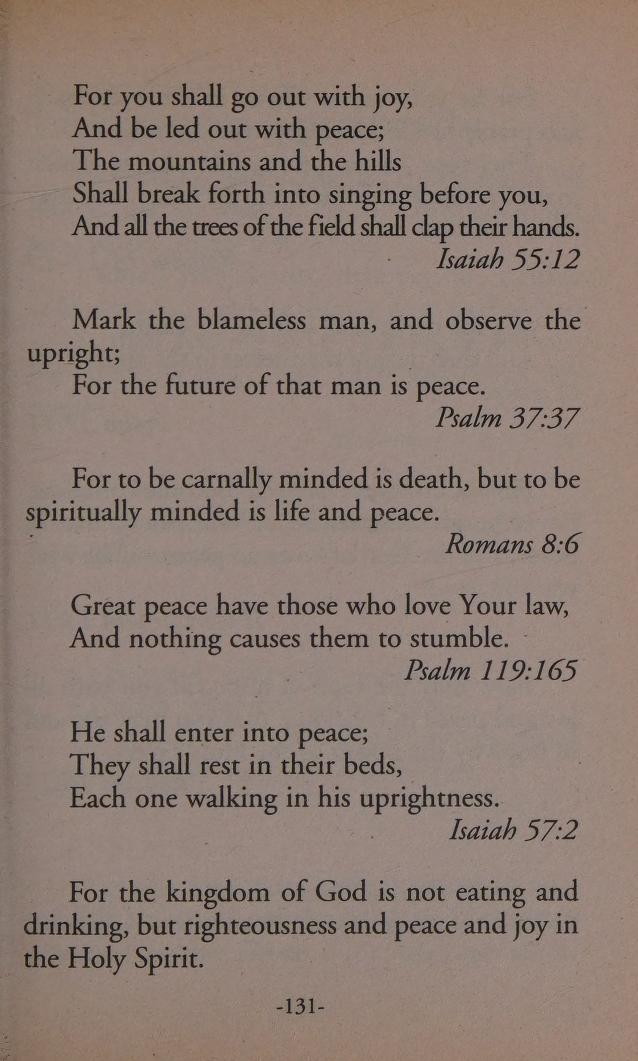 For you shall go out with joy,
And be led out with peace;
The mountains and the hills
Shall break forth into singing before you,
And all the trees of the field shall clap their hands.
Isaiah 55:12
Mark the blameless man, and observe the
upright;
For the future of that man is peace.
Psalm 37:37
For to be carnally minded is death, but to be
spiritually minded is life and peace.
Romans 8:6
Great peace have those who love Your law,
And nothing causes them to stumble.
Psalm 119:165
He shall enter into peace;
They shall rest in their beds,
Each one walking in his uprightness.
Isaiah 57:2
For the kingdom of God is not eating and
drinking, but righteousness and peace and joy in
the Holy Spirit.
-131-